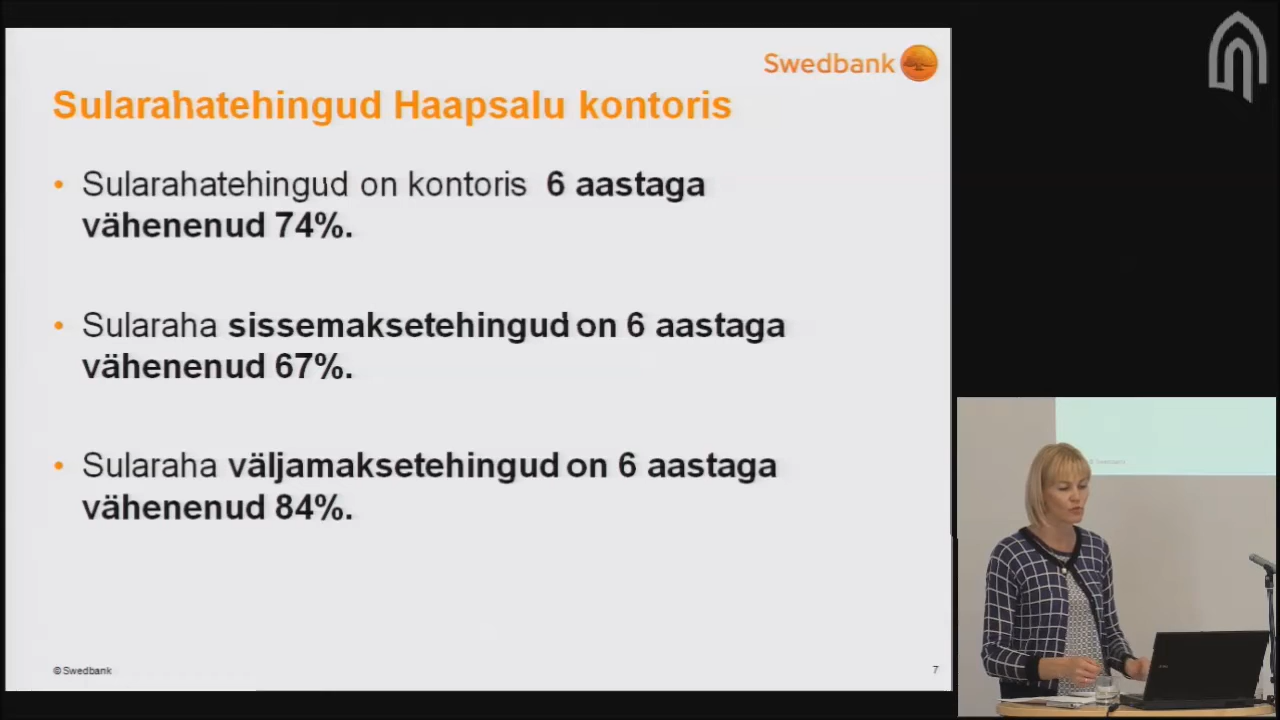 Swedbank
Sularahatehingud Haapsalu kontoris
• Sularahatehingud on kontoris 6 aastaga
vähenenud 74%.
• Sularaha sissemaksetehingud on 6 aastaga
vähenenud 67%.
• Sularaha väljamaksetehingud on 6 aastaga
vähenenud 84%.
© Swedbank
7